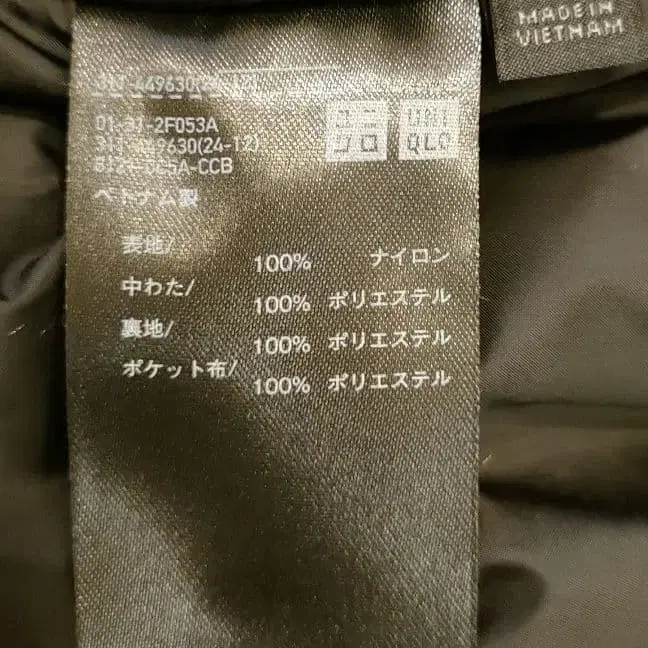 MADE IN
VIETNAM
01-31-2F053A
ユニ
クロ
UNI
QLO
ベトナム製
表地/
100% ナイロン
中わた/
100% ポリエステル
裏地/
100% ポリエステル
ポケット布/
100% ポリエステル